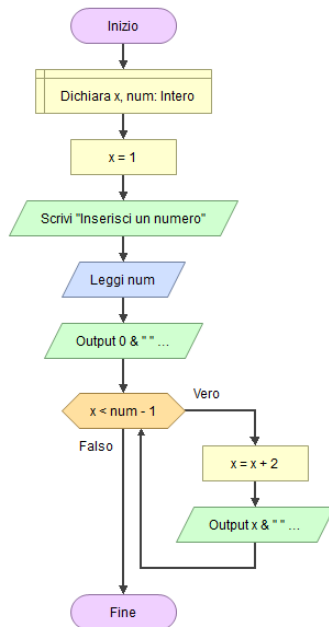 Inizio
Dichiara x, num: Intero
x = 1
Scrivi "Inserisci un numero"
Leggi num
Output 0 & " " ...
x < num - 1
Vero
Falso
x = x + 2
Output x & " " ...
Fine